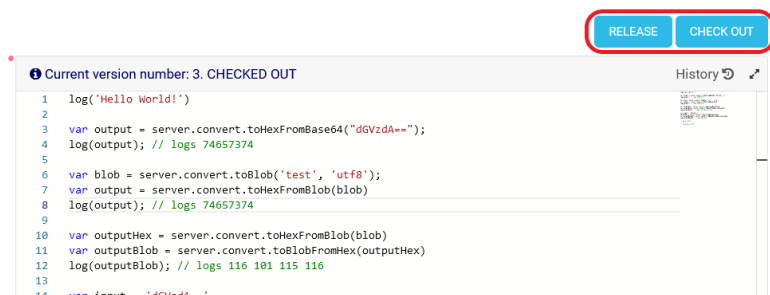 RELEASE CHECK OUT
Current version number: 3. CHECKED OUT History
1 log('Hello World!')
2
3 var output = server.convert.toHexFromBase64("dGVzdA==");
4 log(output); // logs 74657374
5
6 var blob = server.convert.toBlob('test', 'utf8');
7 var output = server.convert.toHexFromBlob(blob)
8 log(output); // logs 74657374
9
10 var outputHex = server.convert.toHexFromBlob(blob)
11 var outputBlob = server.convert.toBlobFromHex(outputHex)
12 log(outputBlob); // logs 116 101 115 116
13